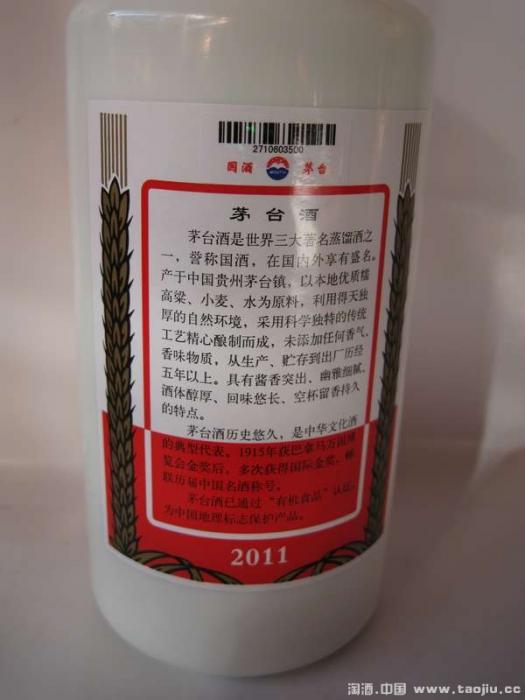 2710603500
国酒 茅台
茅台酒
茅台酒是世界三大著名蒸馏酒之
一，誉称国酒，在国内外享有盛名。
产于中国贵州茅台镇，以本地优质糯
高粱、小麦、水为原料，利用得天独
厚的自然环境，采用科学独特的传统
工艺精心酿制而成，未添加任何香气、
香味物质，从生产、贮存到出厂历经
五年以上。具有酱香突出、幽雅细腻、
酒体醇厚、回味悠长、空杯留香持久
的特点。
茅台酒历史悠久，是中华文化酒
的典型代表。1915年获巴拿马万国博
览会金奖后，多次获得国际金奖，蝉
联历届中国名酒称号。
茅台酒已通过“有机食品”认证，
为中国地理标志保护产品。
2011
淘酒.中国 www.taojiu.cc